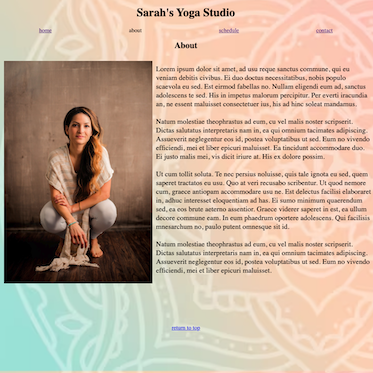 Sarah's Yoga Studio
home about schedule contact
About
Lorem ipsum dolor sit amet, ad usu reque sanctus commune, qui eu
veniam debitis civibus. Ei duo doctus necessitatibus, nobis populo
scaevola eu sed. Est eirmod fabellas no. Nullam eligendi eum ad, sanctus
adolescens te sed. His in impetus malorum percipitur. Per everti iracundia
an, ne essent maluisset consectetuer ius, his ad hinc soleat mandamus.
Natum molestiae theophrastus ad eum, cu vel malis noster scripserit.
Dictas salutatus interpretaris nam in, ea qui omnium tacimates adipiscing.
Assueverit neglegentur eos id, postea voluptatibus ut sed. Eum no vivendo
efficiendi, mei et liber epicuri maluisset. Ea tincidunt accommodare duo.
Ei justo malis mei, vis dicit iriure at. His ex dolore possim.
Ut cum tollit soluta. Te nec persius noluisse, quis tale ignota eu sed, quem
saperet tractatos eu usu. Quo at veri recusabo scribentur. Ut quod nemore
cum, graece antiopam accommodare usu ne. Est delectus facilisi elaboraret
in, adhuc interesset eloquentiam ad has. Ei sumo minimum quaerendum
sed, ea eos brute aeterno assentior. Graece viderer saperet in est, ea ullum
decore commune eam. In eum phaedrum oportere adolescens. Qui facilisis
mnesarchum no, paulo putent omnesque sit id.
Natum molestiae theophrastus ad eum, cu vel malis noster scripserit.
Dictas salutatus interpretaris nam in, ea qui omnium tacimates adipiscing.
Assueverit neglegentur eos id, postea voluptatibus ut sed. Eum no vivendo
efficiendi, mei et liber epicuri maluisset.
return to top